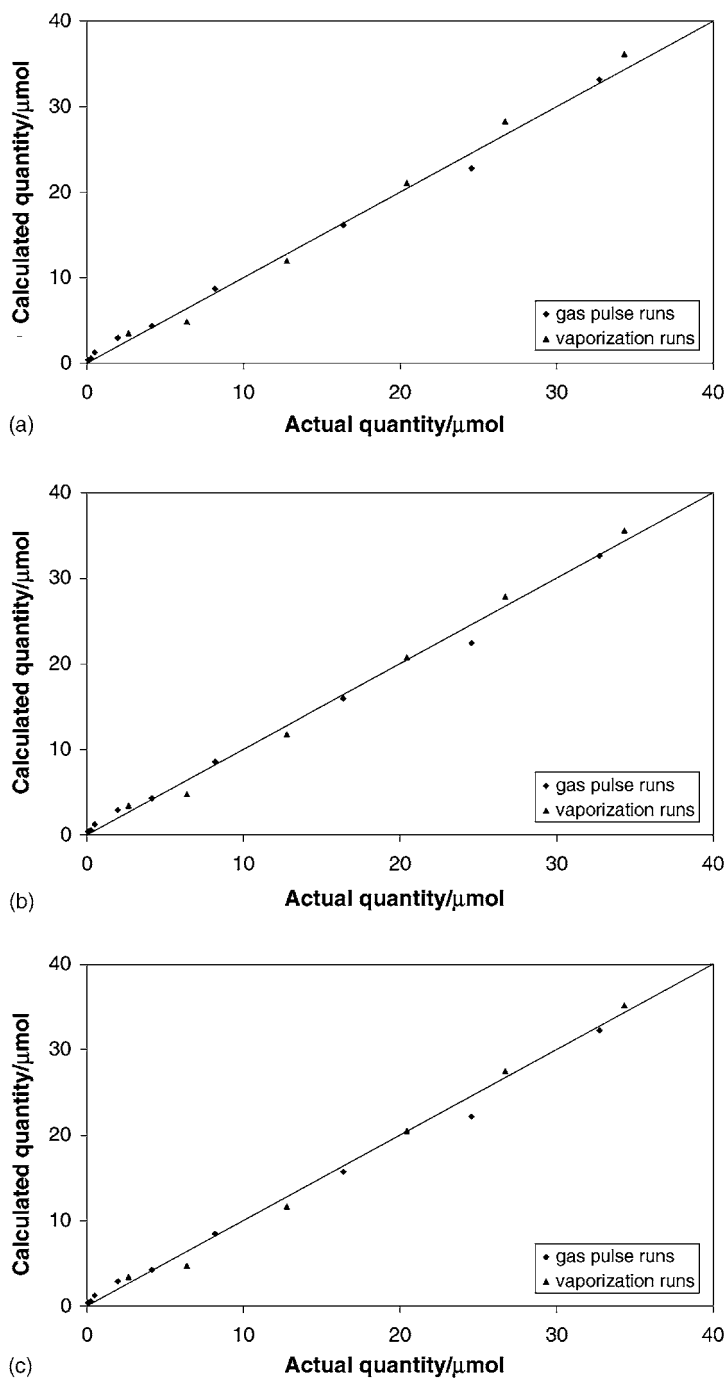 40
30
20
10
0
Calculated quantity/μmol
gas pulse runs
vaporization runs
0 10 20 30 40
Actual quantity/μmol
(a)
40
30
20
10
0
Calculated quantity/μmol
gas pulse runs
vaporization runs
0 10 20 30 40
Actual quantity/μmol
(b)
40
30
20
10
0
Calculated quantity/μmol
gas pulse runs
vaporization runs
0 10 20 30 40
Actual quantity/μmol
(c)